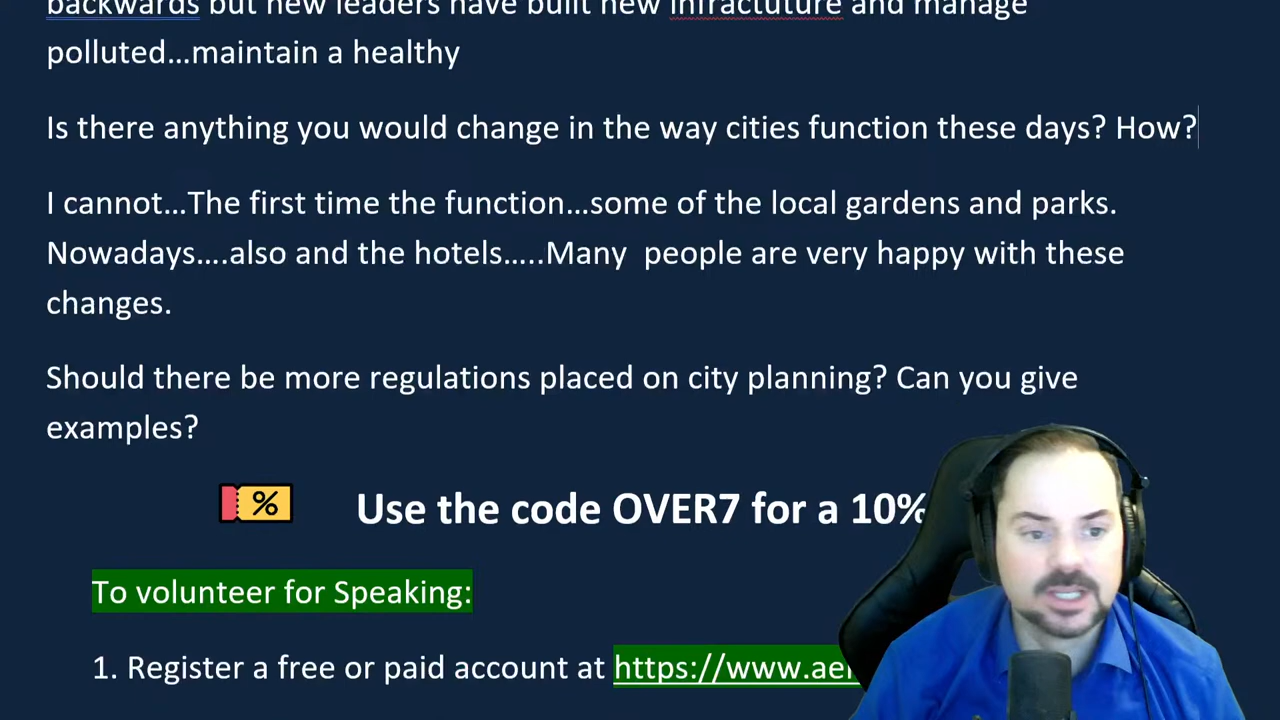 backwards but new leaders have built new infractuture and manage
polluted…maintain a healthy
Is there anything you would change in the way cities function these days? How?
I cannot…The first time the function…some of the local gardens and parks.
Nowadays….also and the hotels…..Many  people are very happy with these
changes.
Should there be more regulations placed on city planning? Can you give
examples?
% Use the code OVER7 for a 10%
To volunteer for Speaking:
1. Register a free or paid account at https://www.ae